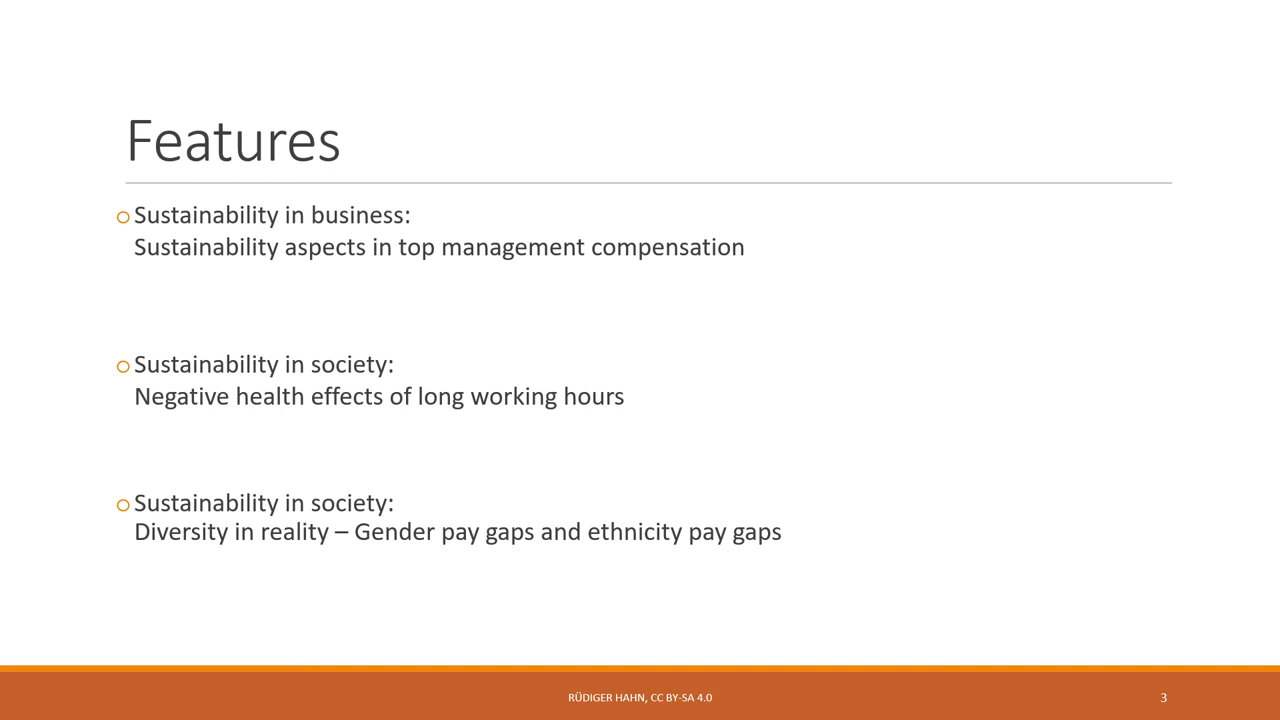 Features
Sustainability in business:
Sustainability aspects in top management compensation
Sustainability in society:
Negative health effects of long working hours
Sustainability in society:
Diversity in reality – Gender pay gaps and ethnicity pay gaps
RÜDIGER HAHN, CC BY-SA 4.0
3